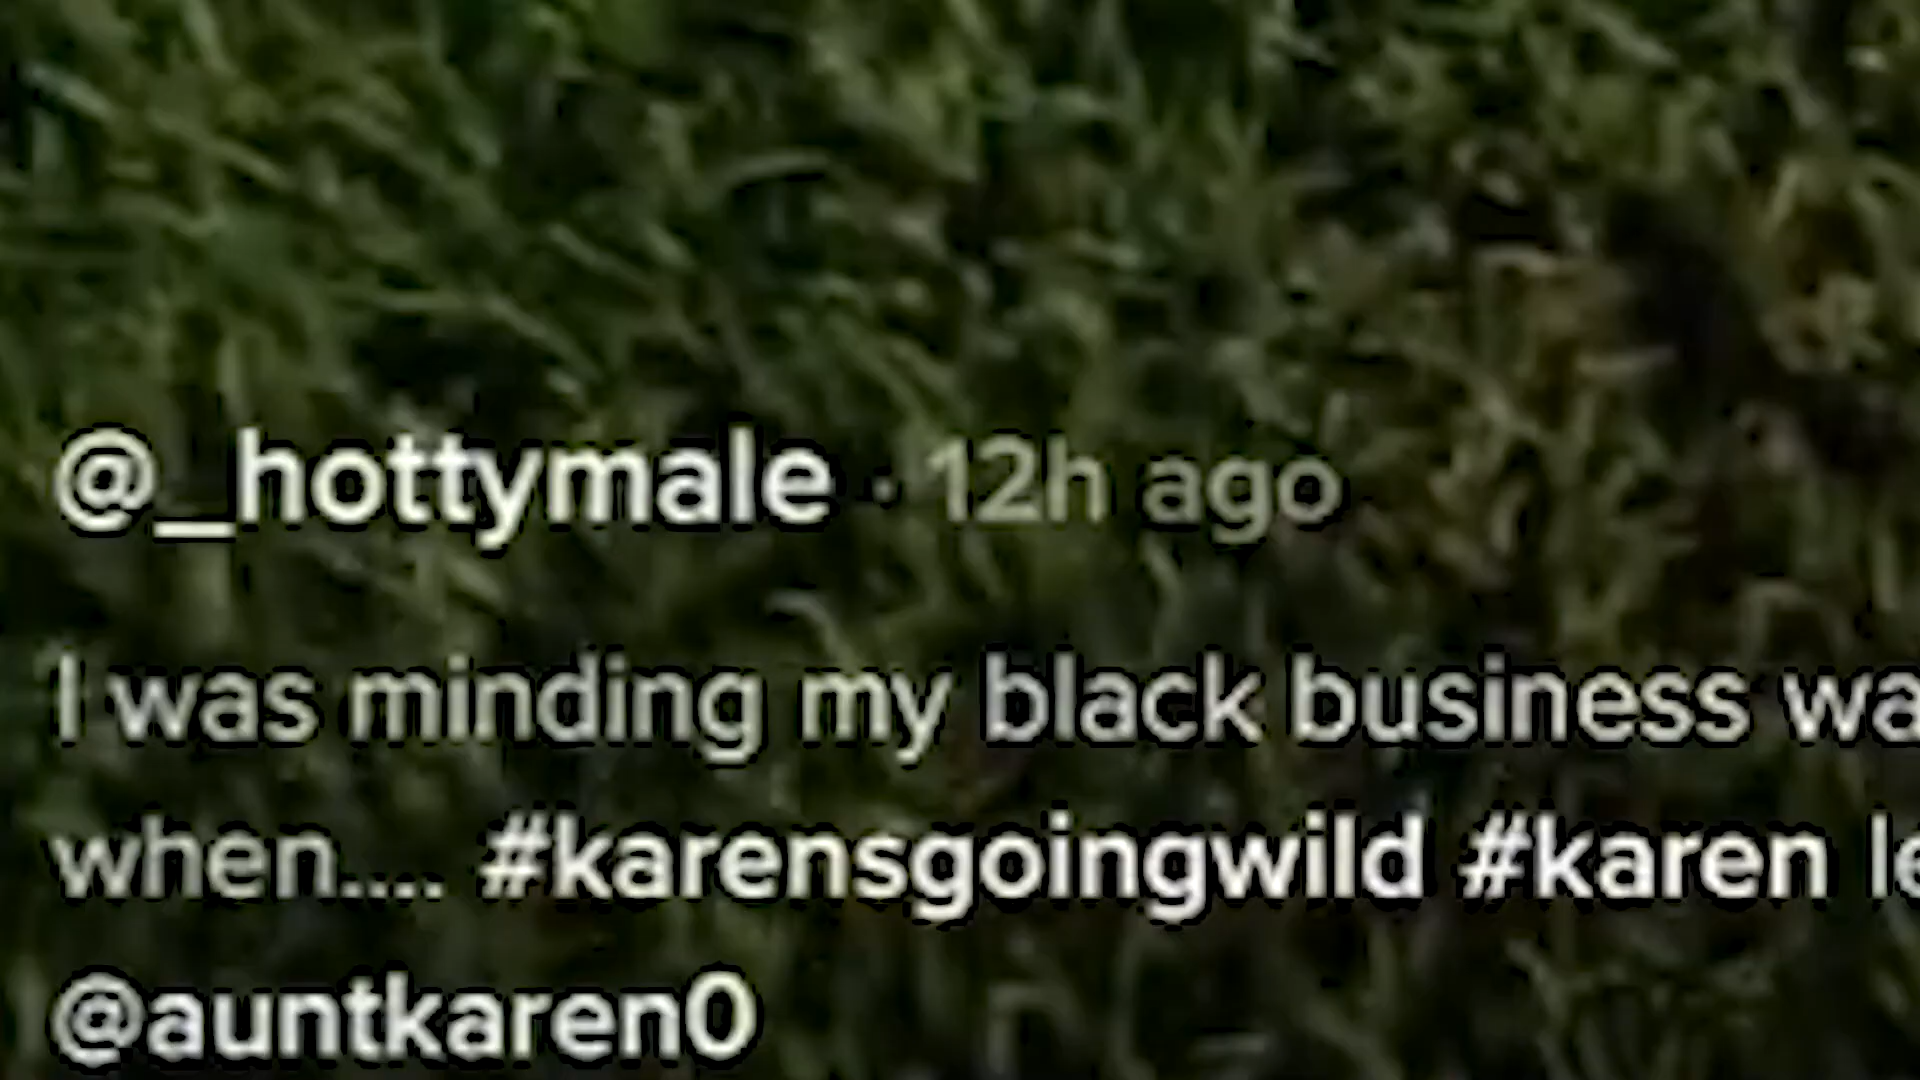 @_hottymale · 12h ago
I was minding my black business
when.... #karensgoingwild #karen
@auntkaren0